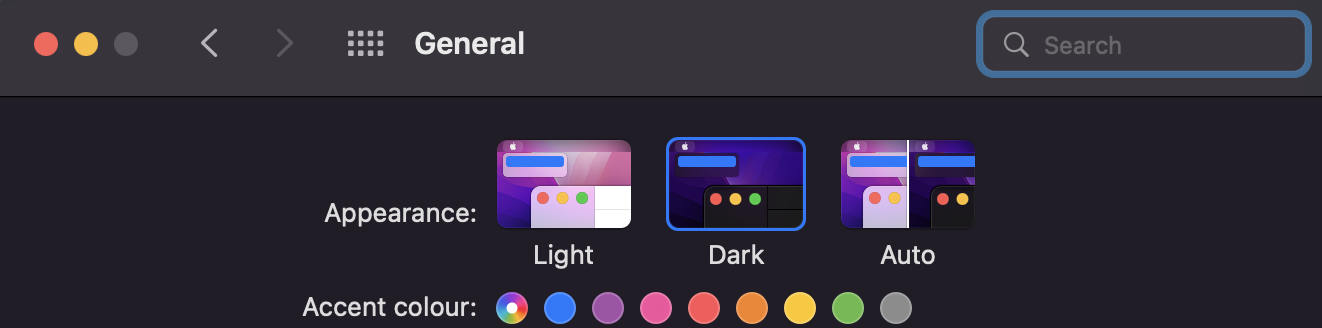 General
Search
Appearance:
Light
Dark
Auto
Accent colour: